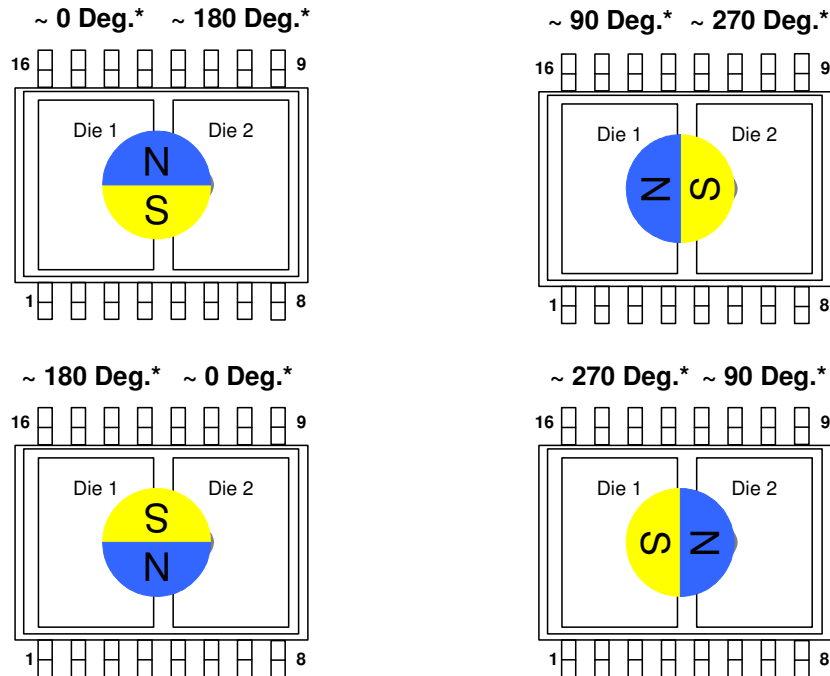 ~ 0 Deg.* ~ 180 Deg.*
~ 90 Deg.* ~ 270 Deg.*
16 9
16 9
Die 1 Die 2
Die 1 Die 2
N
S
N S
1 8
1 8
~ 180 Deg.* ~ 0 Deg.*
~ 270 Deg.* ~ 90 Deg.*
16 9
16 9
Die 1 Die 2
Die 1 Die 2
S
N
S N
1 8
1 8